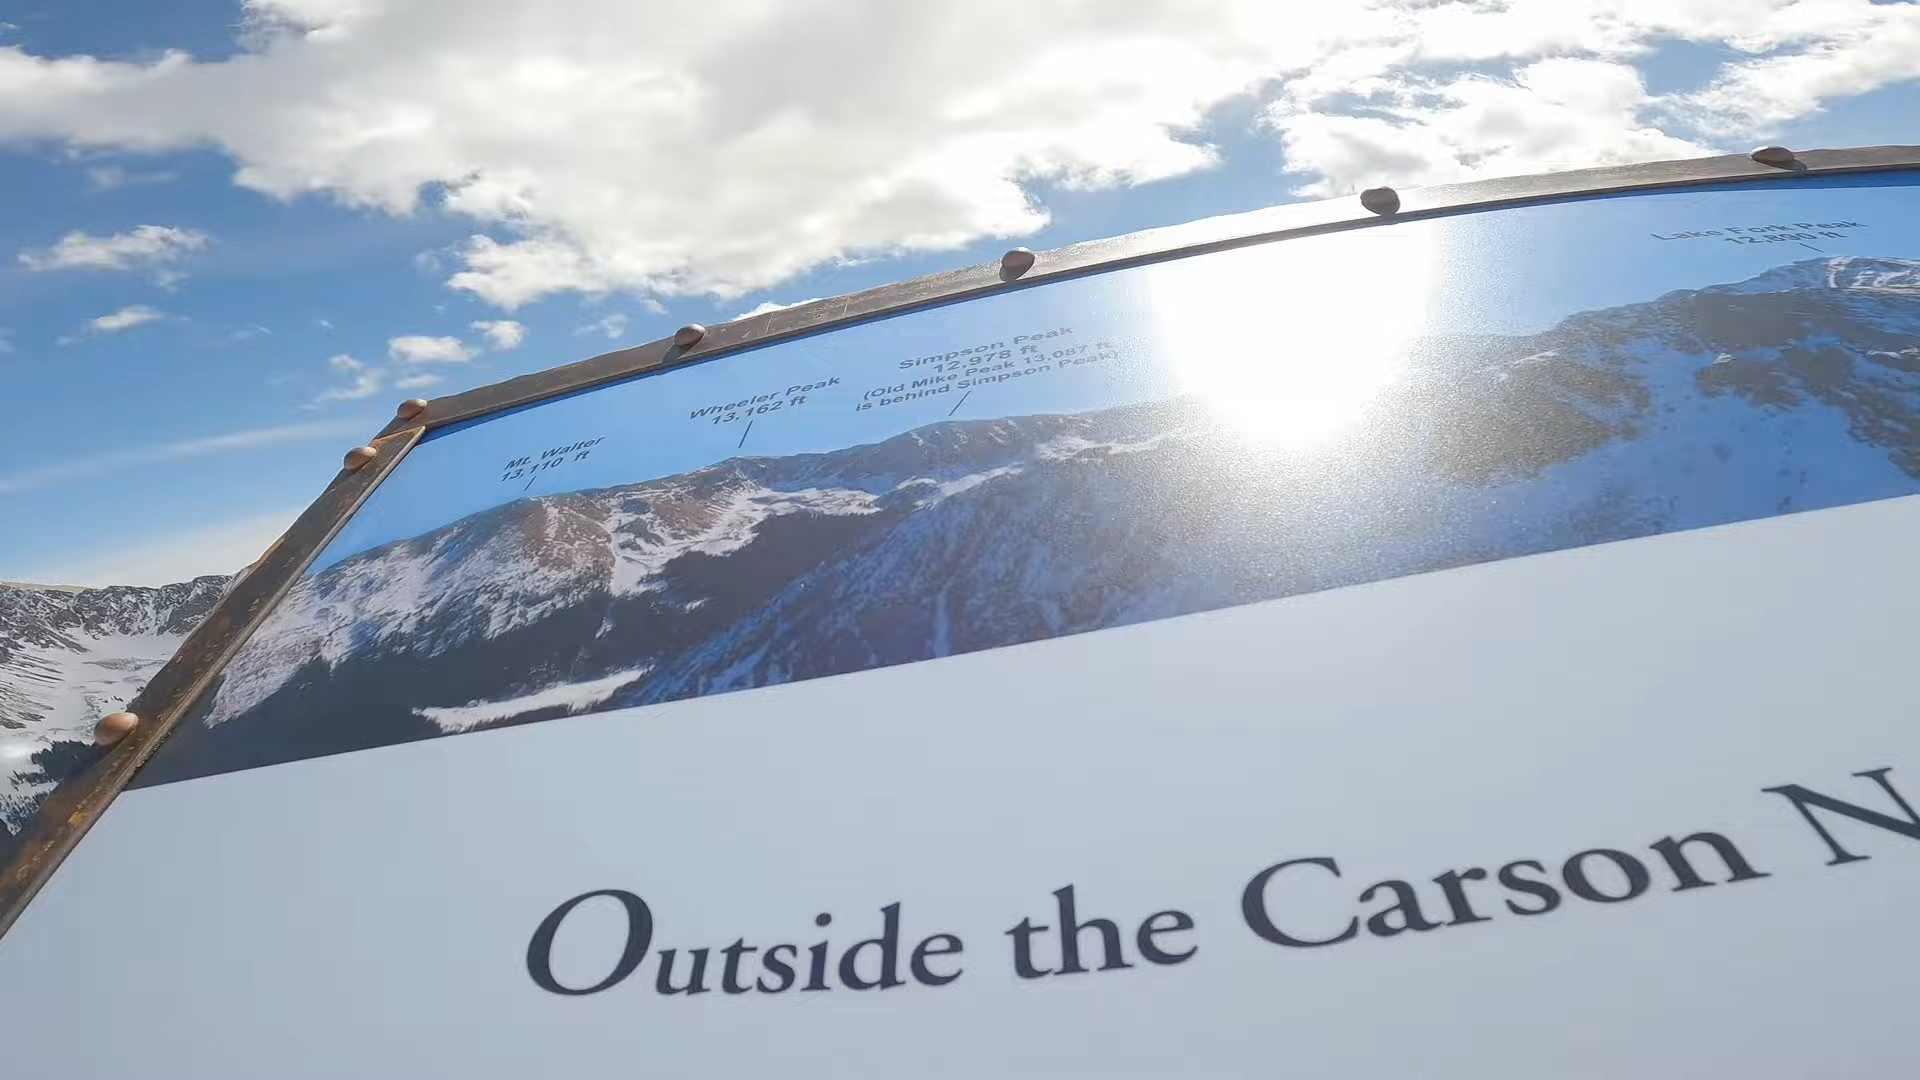 Mt. Walter
13,110 ft
Wheeler Peak
13,162 ft
Simpson Peak
12,978 ft
(Old Mike Peak 13,087 ft
is behind Simpson Peak)
Lake Fork Peak
ft
Outside the Carson N